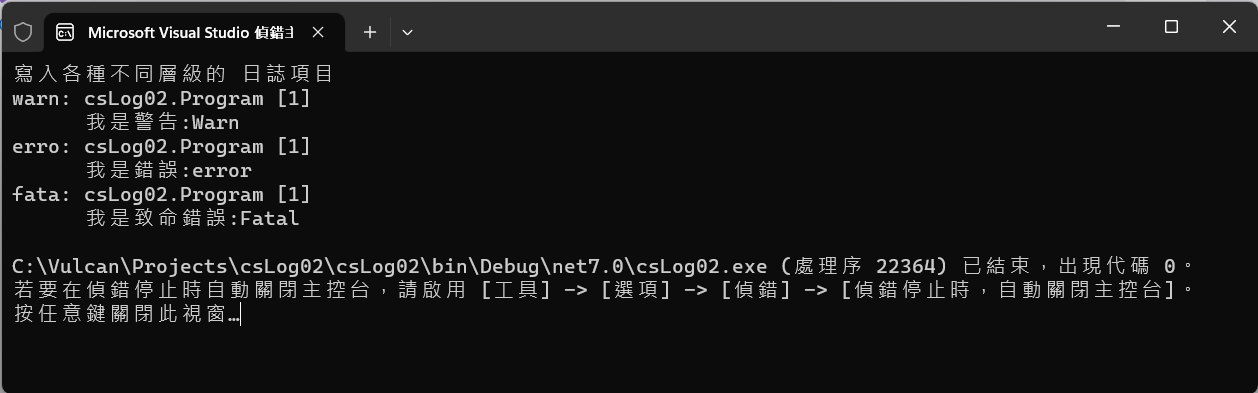 Microsoft Visual Studio 偵錯主
寫入各種不同層級的 日誌項目
warn: csLog02.Program [1]
我是警告:Warn
erro: csLog02.Program [1]
我是錯誤:error
fata: csLog02.Program [1]
我是致命錯誤:Fatal
C:\Vulcan\Projects\csLog02\csLog02\bin\Debug\net7.0\csLog02.exe (處理序 22364) 已結束，出現代碼 0。
若要在偵錯停止時自動關閉主控台，請啟用 [工具] -> [選項] -> [偵錯] -> [偵錯停止時，自動關閉主控台]。
按任意鍵關閉此視窗…